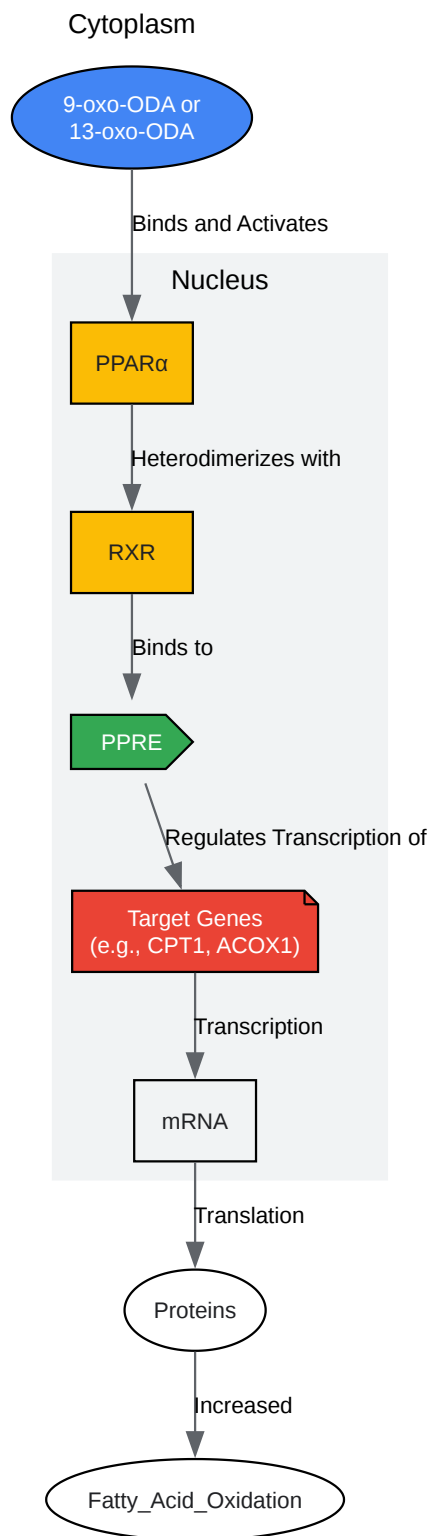 Cytoplasm
9-oxo-ODA or
13-oxo-ODA
Binds and Activates
Nucleus
PPARα
Heterodimerizes with
RXR
Binds to
PPRE
Regulates Transcription of
Target Genes
(e.g., CPT1, ACOX1)
Transcription
mRNA
Translation
Proteins
Increased
Fatty_Acid_Oxidation